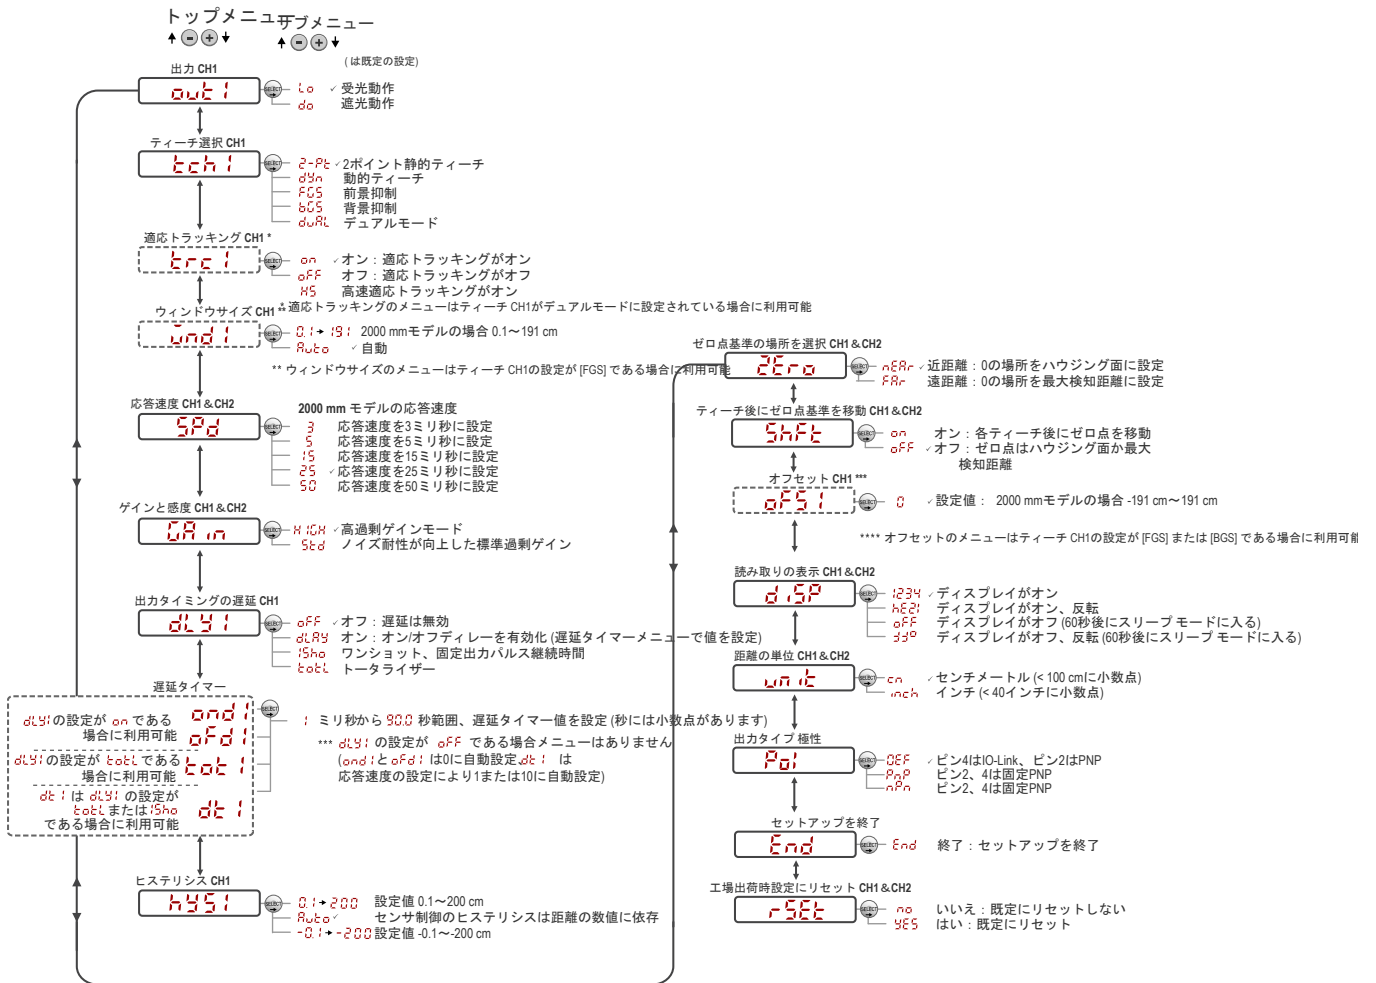 トップメニュー
サブメニュー
( は既定の設定)
出力 CH1
out1
SELECT
Lo ✓ 受光動作
do 遮光動作
ティーチ選択 CH1
tch1
SELECT
2-Pt ✓ 2ポイント静的ティーチ
dYn 動的ティーチ
FGS 前景抑制
bGS 背景抑制
duAL デュアルモード
適応トラッキング CH1 *
trc1
SELECT
on ✓ オン：適応トラッキングがオン
oFF オフ：適応トラッキングがオフ
HS 高速適応トラッキングがオン
* 適応トラッキングのメニューはティーチ CH1がデュアルモードに設定されている場合に利用可能
ウィンドウサイズ CH1 **
ɯnd1
SELECT
0.1 → 191 2000 mmモデルの場合 0.1～191 cm
Auto ✓ 自動
** ウィンドウサイズのメニューはティーチ CH1の設定が [FGS] である場合に利用可能
応答速度 CH1＆CH2
SPd
SELECT
2000 mm モデルの応答速度
3 応答速度を3ミリ秒に設定
5 応答速度を5ミリ秒に設定
15 応答速度を15ミリ秒に設定
25 ✓ 応答速度を25ミリ秒に設定
50 応答速度を50ミリ秒に設定
ゲインと感度 CH1＆CH2
GAin
SELECT
HIGH ✓ 高過剰ゲインモード
Std ノイズ耐性が向上した標準過剰ゲイン
出力タイミングの遅延 CH1
dLY1
SELECT
oFF ✓ オフ：遅延は無効
dLAY オン：オン/オフディレーを有効化 (遅延タイマーメニューで値を設定)
1Sho ワンショット、固定出力パルス継続時間
totL トータライザー
遅延タイマー
dLY1の設定が on である
場合に利用可能
ond1
oFd1
SELECT
dLY1の設定が totL である
場合に利用可能
tot1
dt1 は dLY1 の設定が
totL または1Sho
である場合に利用可能
dt1
1 ミリ秒から 90.0 秒範囲、遅延タイマー値を設定 (秒には小数点があります)
*** dLY1 の設定が oFF である場合メニューはありません
(ond1 と oFd1 は0に自動設定、dt1 は
応答速度の設定により1または10に自動設定)
ヒステリシス CH1
hYS1
SELECT
0.1 → 200 設定値 0.1～200 cm
Auto ✓ センサ制御のヒステリシスは距離の数値に依存
-0.1 → -200 設定値 -0.1～-200 cm
ゼロ点基準の場所を選択 CH1＆CH2
ZEro
SELECT
nEAr ✓ 近距離：0の場所をハウジング面に設定
FAr 遠距離：0の場所を最大検知距離に設定
ティーチ後にゼロ点基準を移動 CH1＆CH2
ShFt
SELECT
on オン：各ティーチ後にゼロ点を移動
oFF ✓ オフ：ゼロ点はハウジング面か最大
検知距離
オフセット CH1 ***
oFS1
SELECT
0 ✓ 設定値： 2000 mmモデルの場合 -191 cm～191 cm
**** オフセットのメニューはティーチ CH1の設定が [FGS] または [BGS] である場合に利用可能
読み取りの表示 CH1＆CH2
diSP
SELECT
1234 ✓ ディスプレイがオン
hEZ1 ディスプレイがオン、反転
oFF ディスプレイがオフ (60秒後にスリープ モードに入る)
ディスプレイがオフ、反転 (60秒後にスリープ モードに入る)
距離の単位 CH1＆CH2
unit
SELECT
cn ✓ センチメートル (< 100 cmに小数点)
inch インチ (< 40インチに小数点)
出力タイプ 極性
Pol
SELECT
DEF ✓ ピン4はIO-Link、ピン2はPNP
PnP ピン2、4は固定PNP
nPn ピン2、4は固定PNP
セットアップを終了
End
SELECT
End 終了：セットアップを終了
工場出荷時設定にリセット CH1＆CH2
rSEt
SELECT
no いいえ：既定にリセットしない
YES はい：既定にリセット